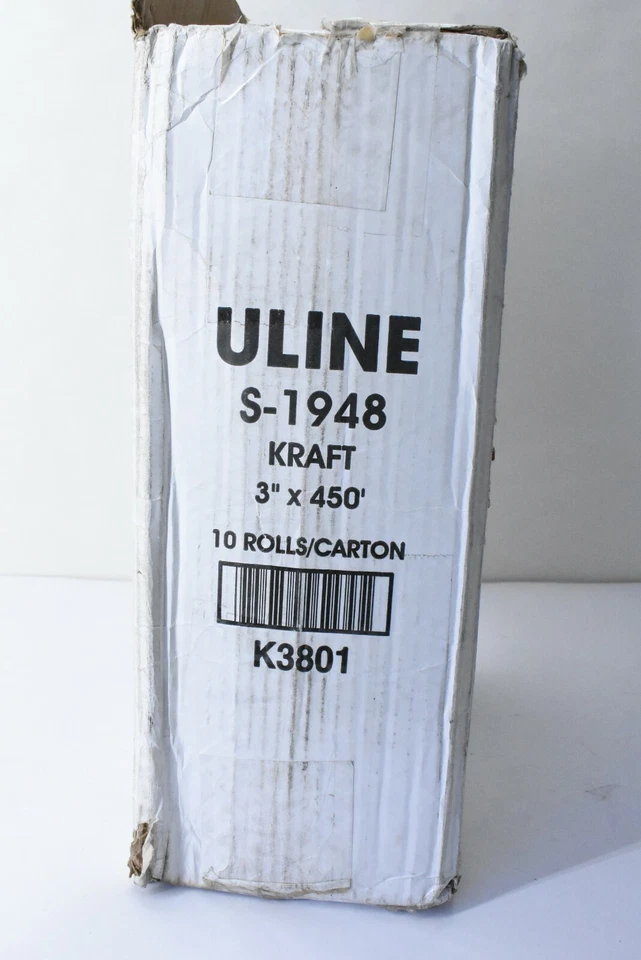 ULINE
S-1948
KRAFT
3" x 450'
10 ROLLS/CARTON
K3801